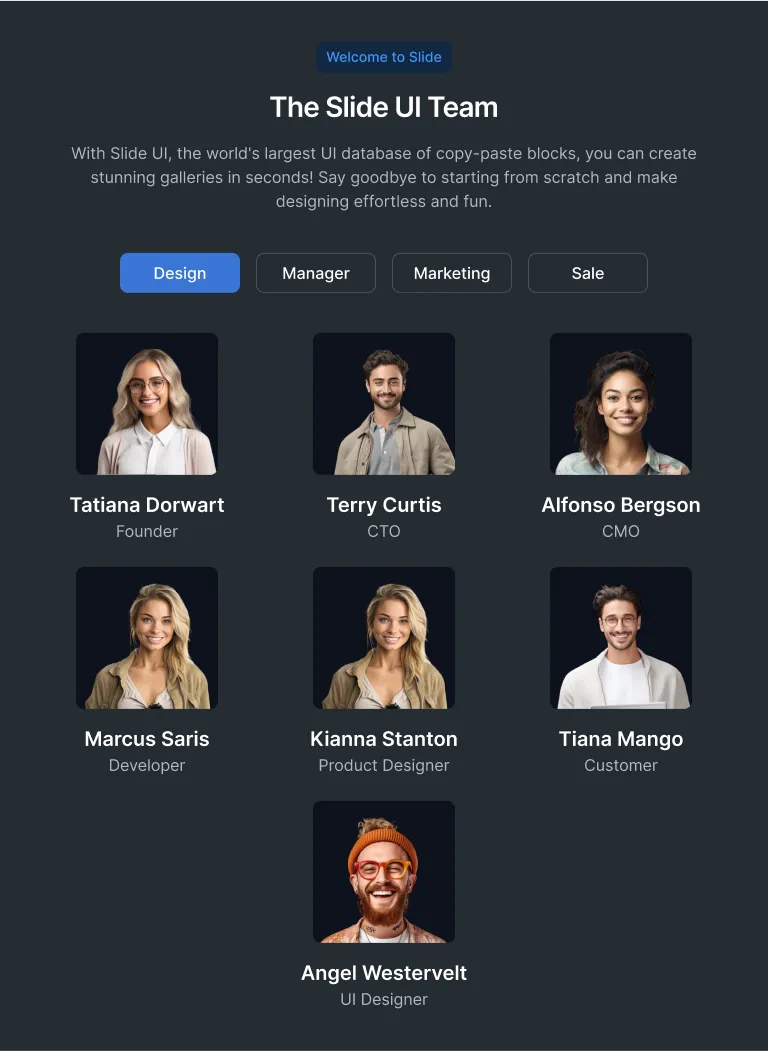 Welcome to Slide
The Slide UI Team
With Slide UI, the world's largest UI database of copy-paste blocks, you can create
stunning galleries in seconds! Say goodbye to starting from scratch and make
designing effortless and fun.
Design
Manager
Marketing
Sale
Tatiana Dorwart
Founder
Terry Curtis
CTO
Alfonso Bergson
CMO
Marcus Saris
Developer
Kianna Stanton
Product Designer
Tiana Mango
Customer
Angel Westervelt
UI Designer